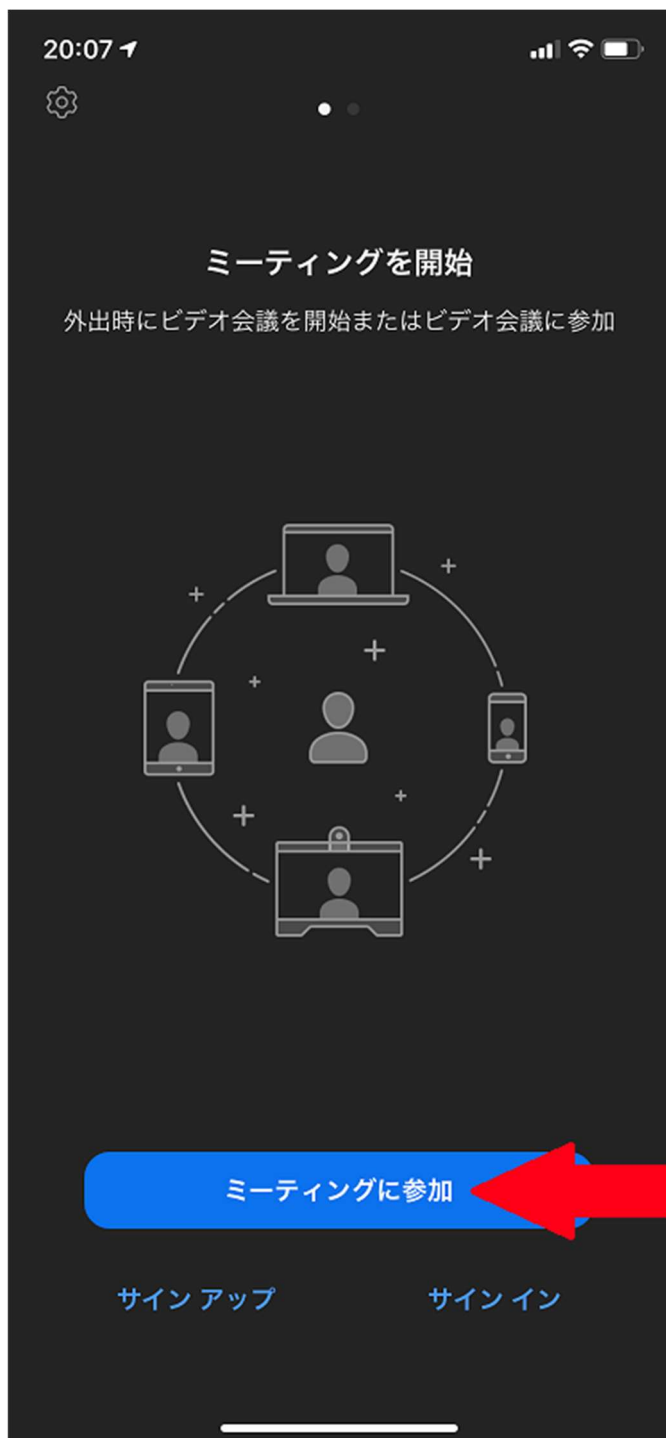 20:07
ミーティングを開始
外出時にビデオ会議を開始またはビデオ会議に参加
ミーティングに参加
サイン アップ
サイン イン